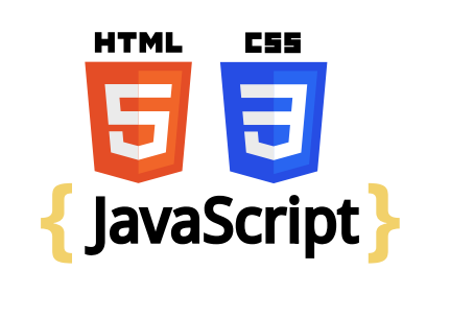 HTML CSS
5 3
{ JavaScript }